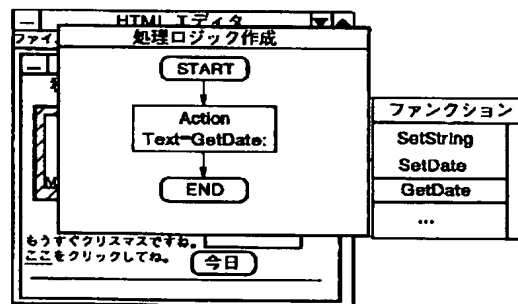 HTML エディタ
ファイ
処理ロジック作成
START
Action
Text=GetDate:
END
ファンクション
SetString
SetDate
GetDate
...
M
もうすぐクリスマスですね。
ここをクリックしてね。
今日